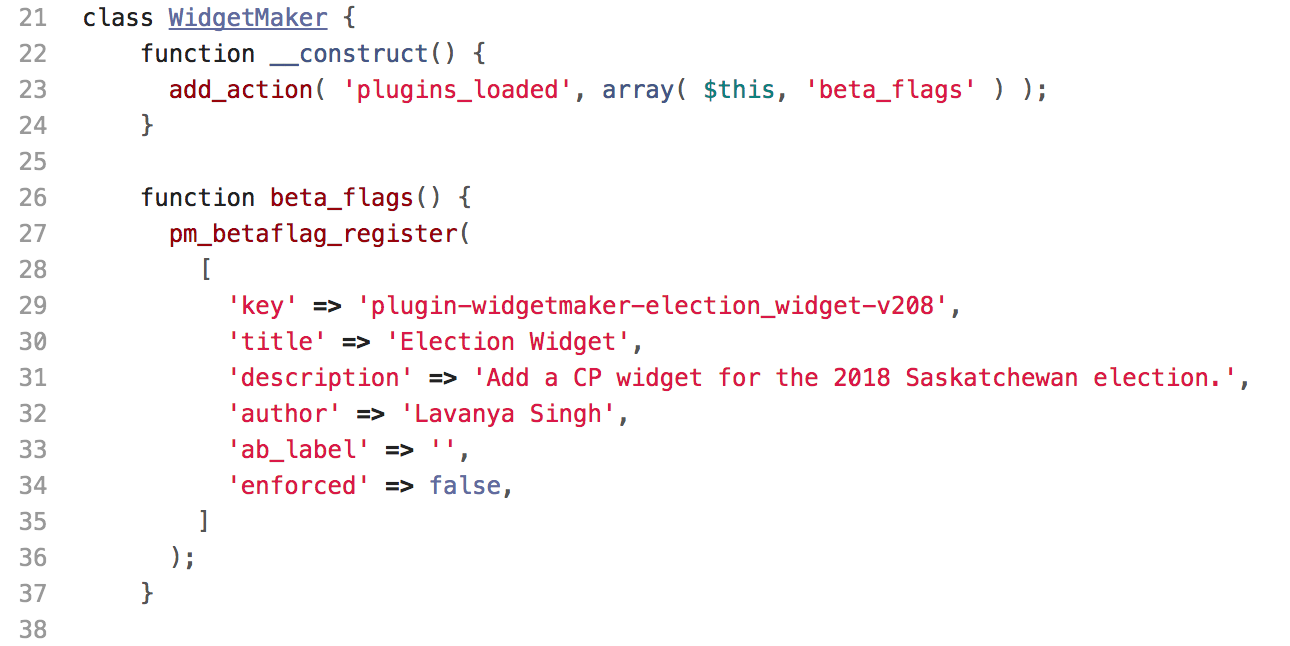 21 class WidgetMaker {
22 function __construct() {
23 add_action( 'plugins_loaded', array( $this, 'beta_flags' ) );
24 }
25
26 function beta_flags() {
27 pm_betaflag_register(
28 [
29 'key' => 'plugin-widgetmaker-election_widget-v208',
30 'title' => 'Election Widget',
31 'description' => 'Add a CP widget for the 2018 Saskatchewan election.',
32 'author' => 'Lavanya Singh',
33 'ab_label' => '',
34 'enforced' => false,
35 ]
36 );
37 }
38